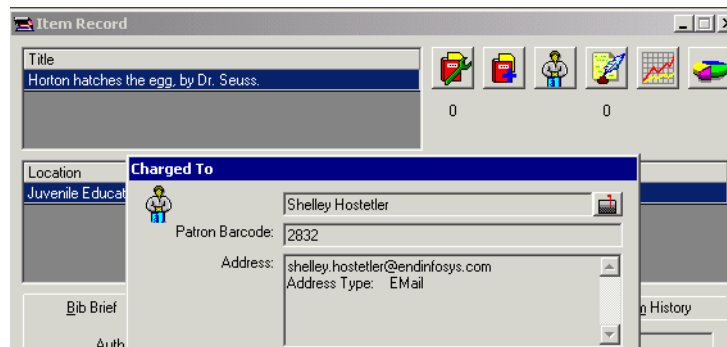 Item Record
Title
Horton hatches the egg, by Dr. Seuss.
0
0
Location
Juvenile Educat
Charged To
Shelley Hostetler
Patron Barcode:
2832
Address:
shelley.hostetler@endinfosys.com
Address Type: EMail
Bib Brief
History
Auth